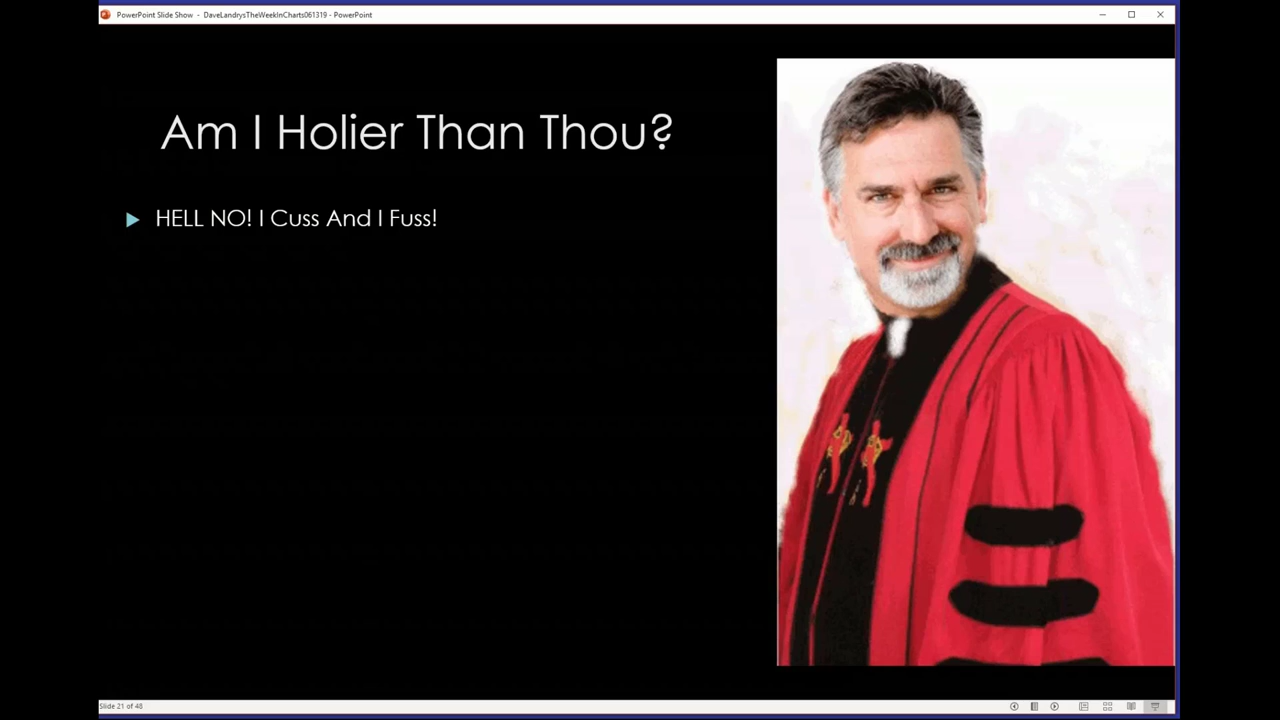 PowerPoint Slide Show - DaveLandrysTheWeekInCharts061319 - PowerPoint
Am I Holier Than Thou?
HELL NO! I Cuss And I Fuss!
Slide 21 of 48